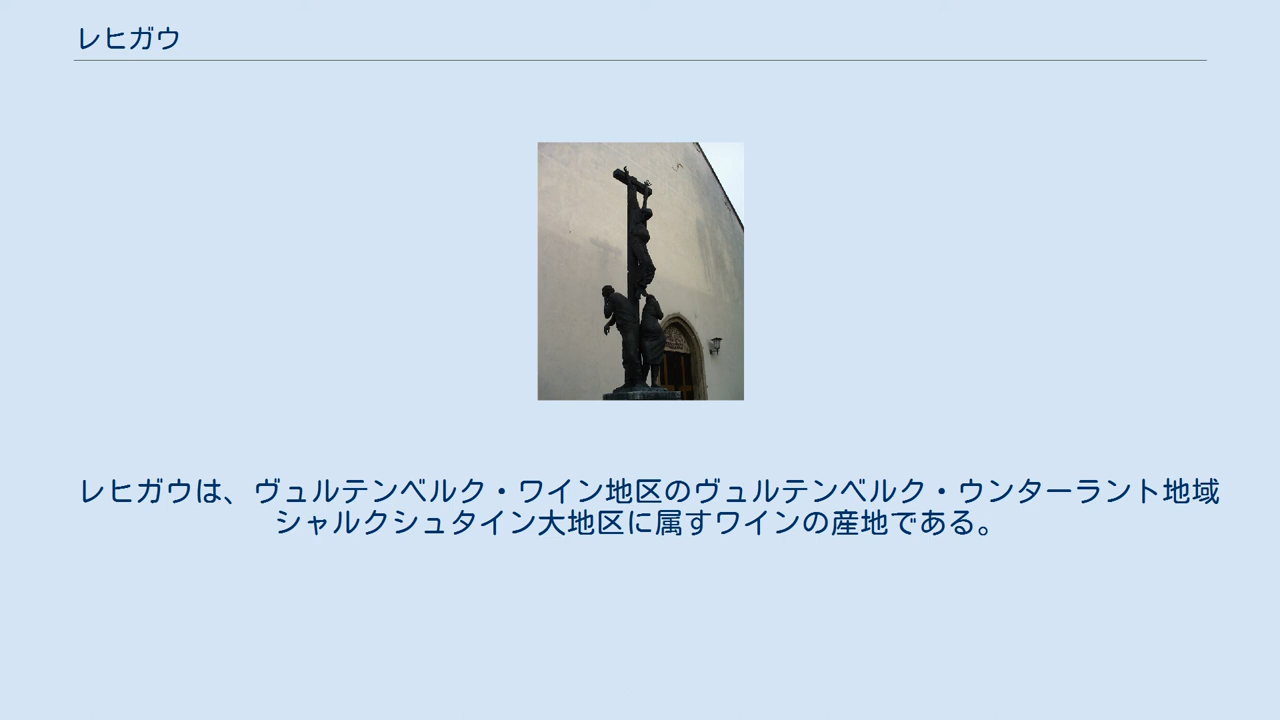 レヒガウ
レヒガウは、ヴュルテンベルク・ワイン地区のヴュルテンベルク・ウンターラント地域
シャルクシュタイン大地区に属すワインの産地である。